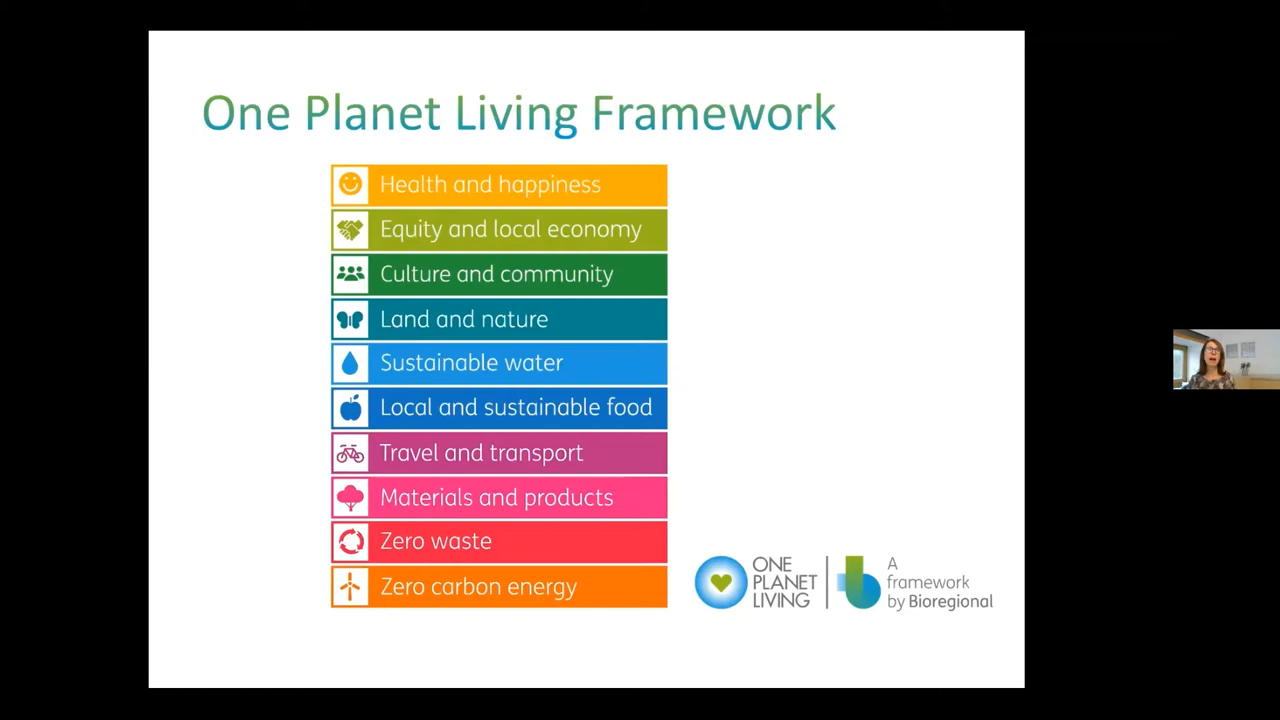 One Planet Living Framework
Health and happiness
Equity and local economy
Culture and community
Land and nature
Sustainable water
Local and sustainable food
Travel and transport
Materials and products
Zero waste
Zero carbon energy
ONE
PLANET
LIVING
A
framework
by Bioregional